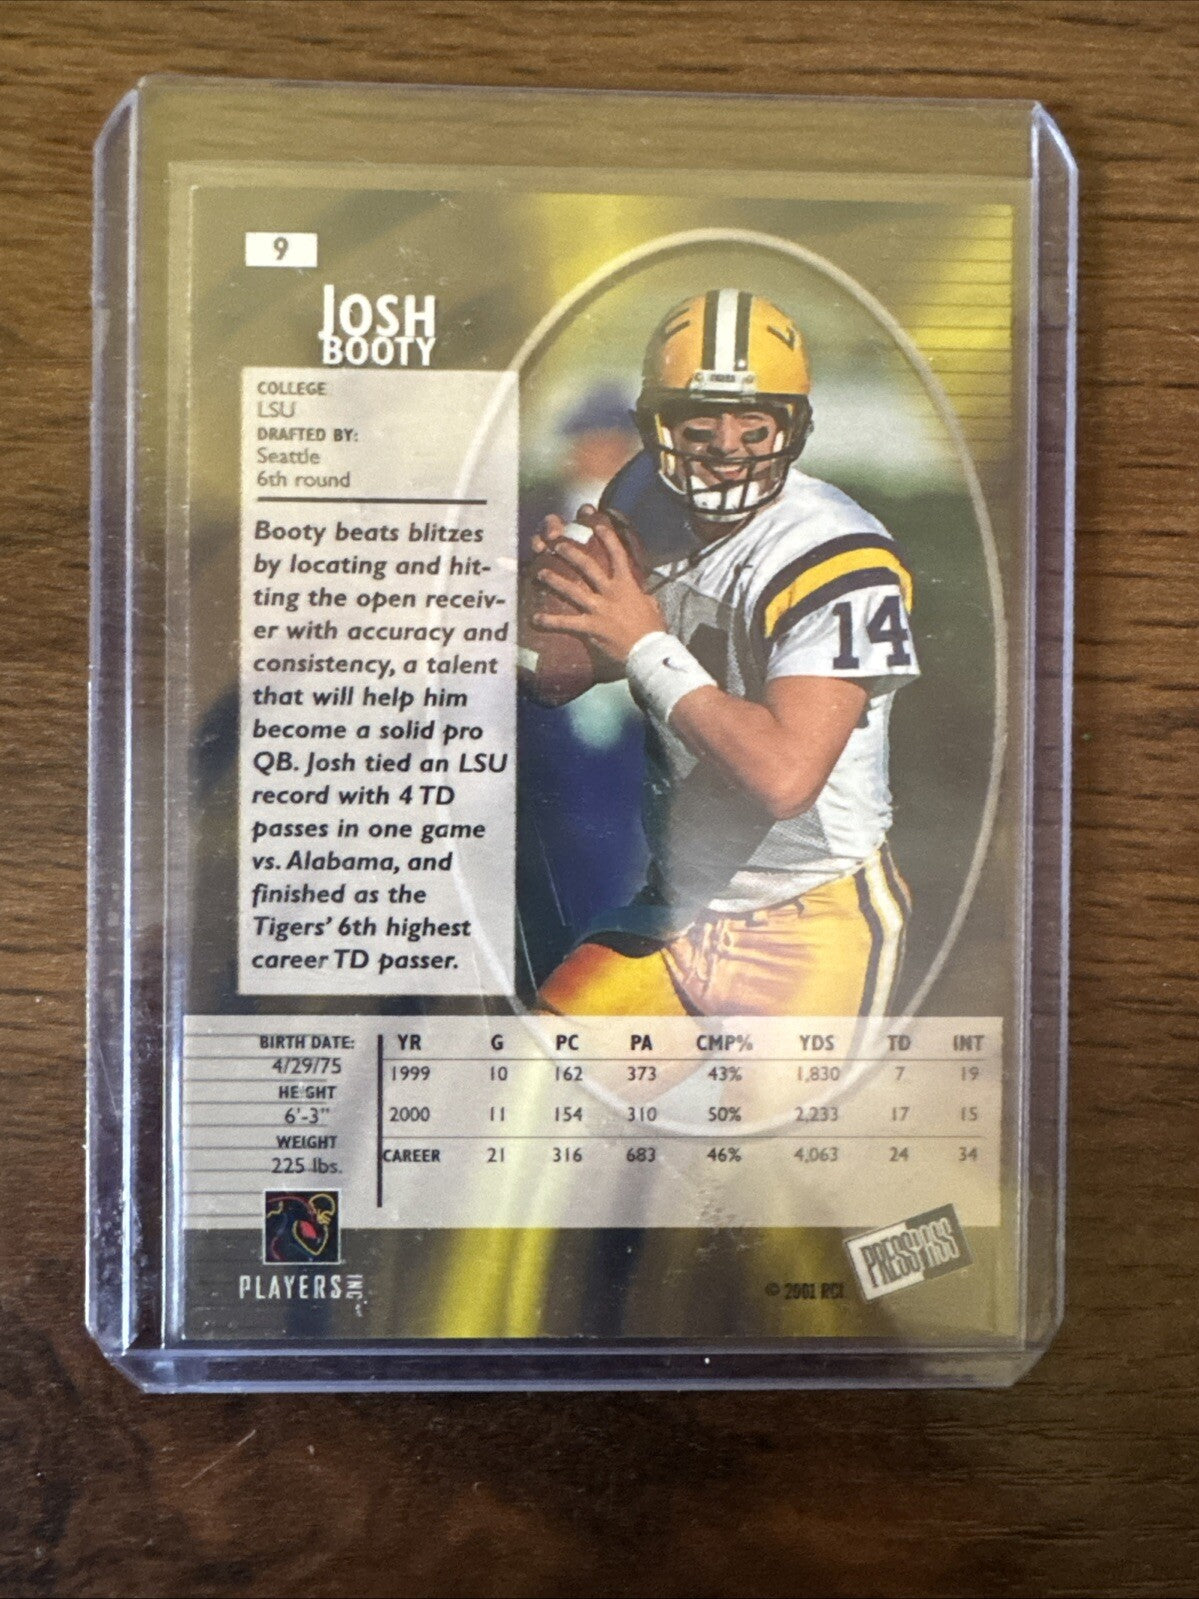 9
JOSH
BOOTY
COLLEGE
LSU
DRAFTED BY:
Seattle
6th round
Booty beats blitzes
by locating and hit-
ting the open receiv-
er with accuracy and
consistency, a talent
that will help him
become a solid pro
QB. Josh tied an LSU
record with 4 TD
passes in one game
vs. Alabama, and
finished as the
Tigers' 6th highest
career TD passer.
14
BIRTH DATE:
4/29/75
HEIGHT
6'-3"
WEIGHT
225 lbs.
YR G PC PA CMP% YDS TD INT
1999 10 162 373 43% 1,830 7 19
2000 11 154 310 50% 2,233 17 15
CAREER 21 316 683 46% 4,063 24 34
PLAYERS INC
© 2001 RCI
PRESS PASS